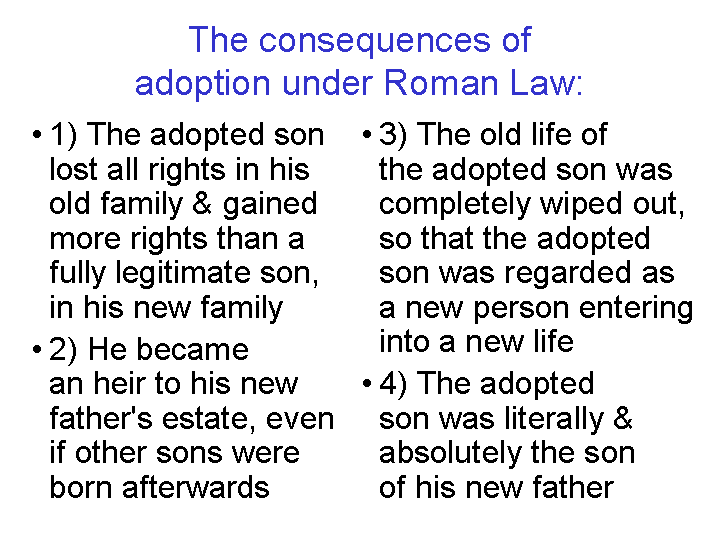 The consequences of
adoption under Roman Law:
• 1) The adopted son
lost all rights in his
old family & gained
more rights than a
fully legitimate son,
in his new family
• 2) He became
an heir to his new
father's estate, even
if other sons were
born afterwards
• 3) The old life of
the adopted son was
completely wiped out,
so that the adopted
son was regarded as
a new person entering
into a new life
• 4) The adopted
son was literally &
absolutely the son
of his new father